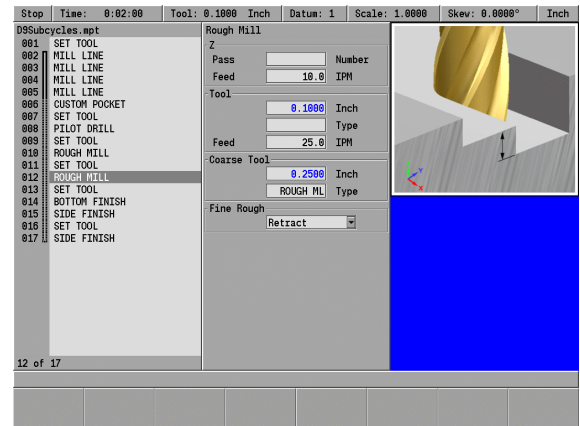 Stop Time: 0:02:00 Tool: 0.1000 Inch Datum: 1 Scale: 1.0000 Skew: 0.0000° Inch
D9Subcycles.mpt
001 SET TOOL
002 MILL LINE
003 MILL LINE
004 MILL LINE
005 MILL LINE
006 CUSTOM POCKET
007 SET TOOL
008 PILOT DRILL
009 SET TOOL
010 ROUGH MILL
011 SET TOOL
012 ROUGH MILL
013 SET TOOL
014 BOTTOM FINISH
015 SIDE FINISH
016 SET TOOL
017 SIDE FINISH
12 of 17
Rough Mill
Z
Pass Number
Feed 10.0 IPM
Tool
0.1000 Inch
Type
Feed 25.0 IPM
Coarse Tool
0.2500 Inch
ROUGH ML Type
Fine Rough
Retract
Y
X